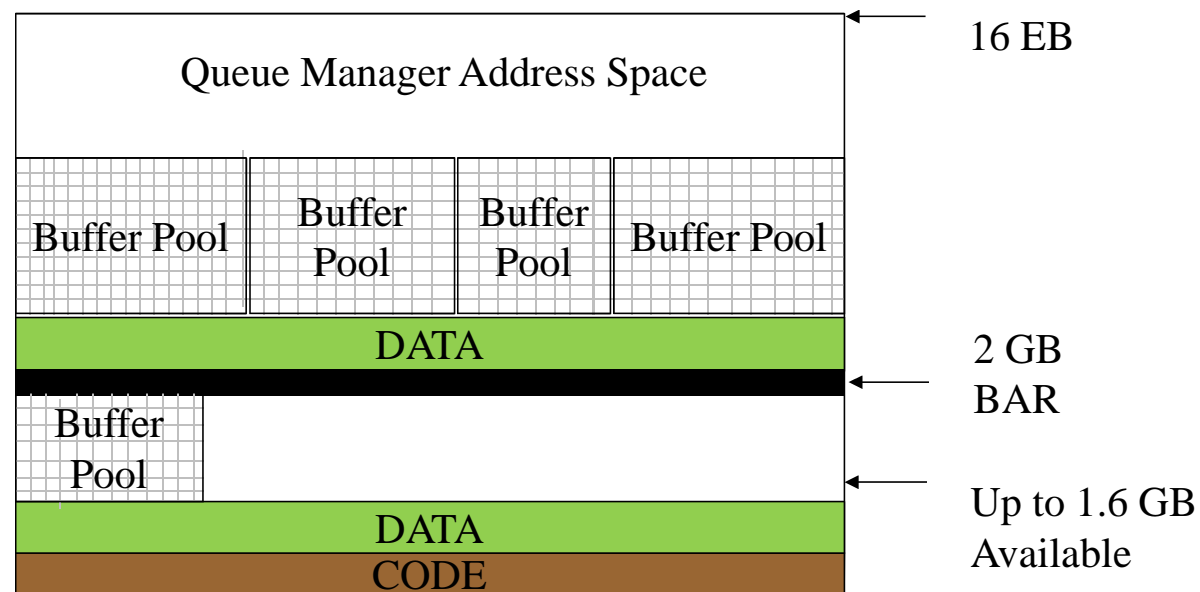 16 EB
Queue Manager Address Space
Buffer Pool
Buffer
Pool
Buffer
Pool
Buffer Pool
DATA
2 GB
BAR
Buffer
Pool
Up to 1.6 GB
Available
DATA
CODE